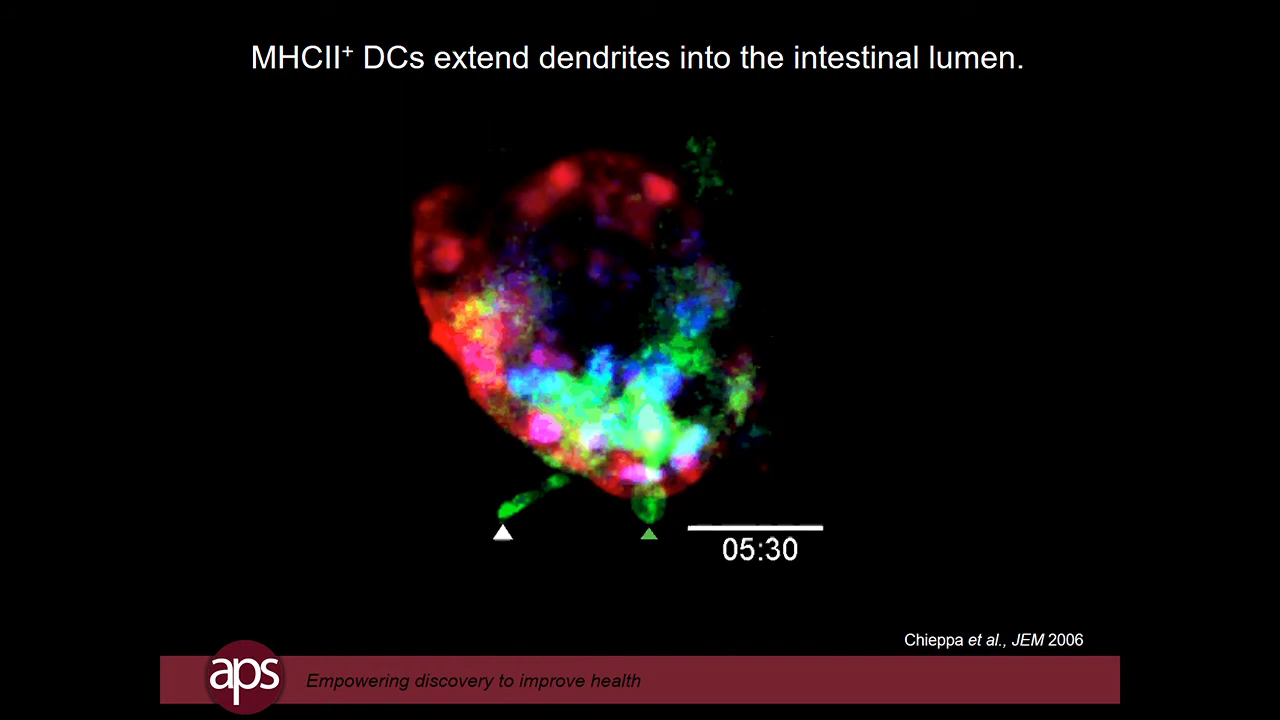 MHCII⁺ DCs extend dendrites into the intestinal lumen.
05:30
Chieppa et al., JEM 2006
aps
Empowering discovery to improve health